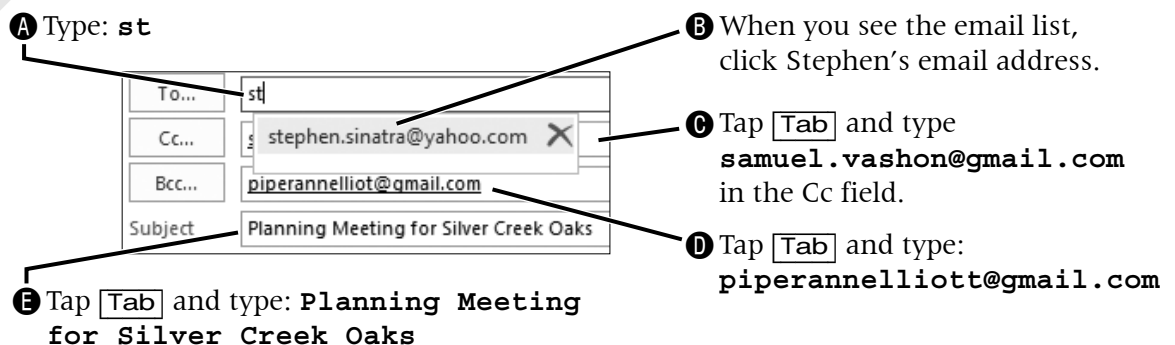 A Type: st
B When you see the email list,
click Stephen's email address.
To...
st
Cc...
s
stephen.sinatra@yahoo.com
C Tap Tab and type
samuel.vashon@gmail.com
in the Cc field.
Bcc...
piperannelliot@gmail.com
Subject
Planning Meeting for Silver Creek Oaks
D Tap Tab and type:
piperannelliott@gmail.com
E Tap Tab and type: Planning Meeting
for Silver Creek Oaks